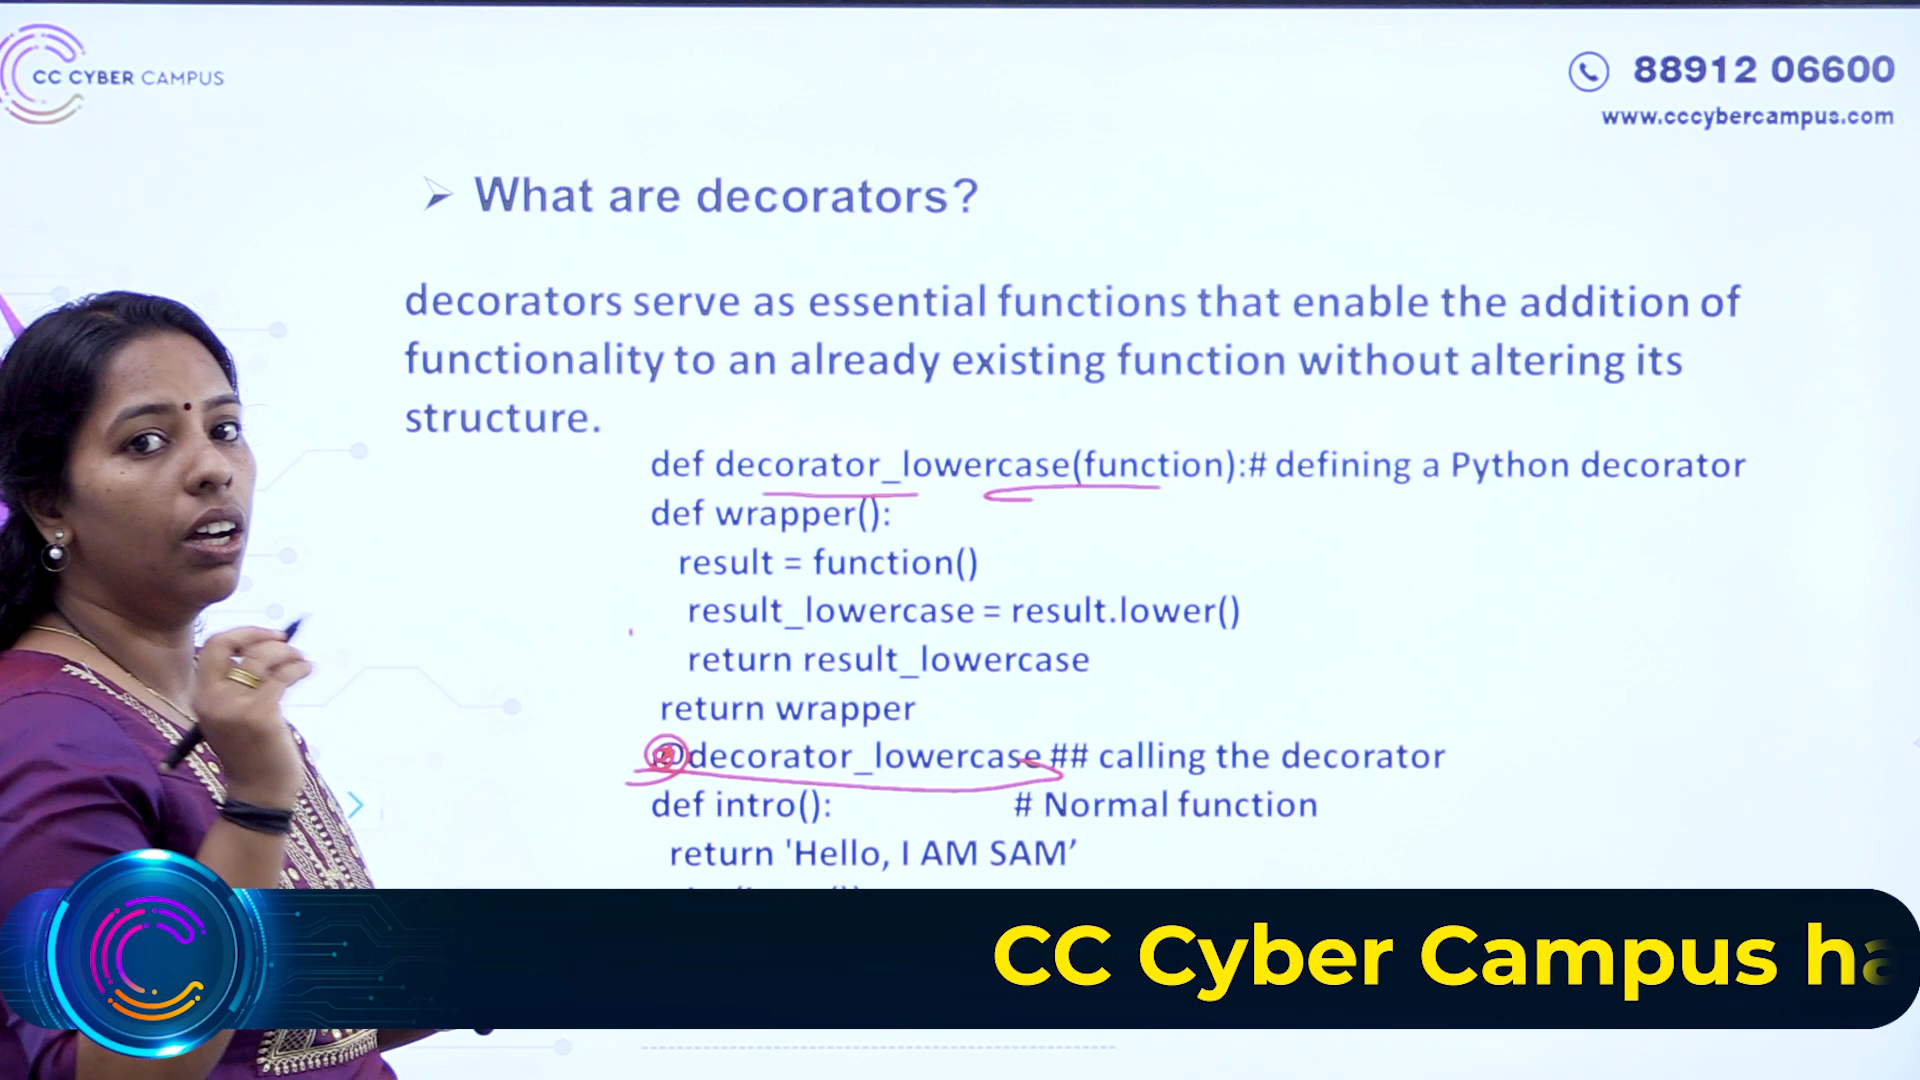 CC CYBER CAMPUS
88912 06600
www.cccybercampus.com
What are decorators?
decorators serve as essential functions that enable the addition of
functionality to an already existing function without altering its
structure.
def decorator_lowercase(function):# defining a Python decorator
def wrapper():
result = function()
result_lowercase = result.lower()
return result_lowercase
return wrapper
@decorator_lowercase ## calling the decorator
def intro(): # Normal function
return 'Hello, I AM SAM’
CC Cyber Campus